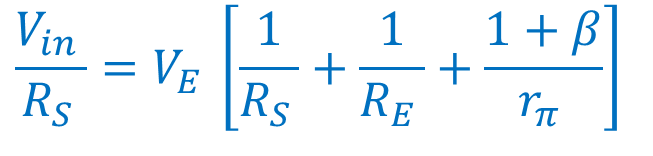 V_in/R_S = V_E [1/R_S + 1/R_E + (1 + β)/r_π]